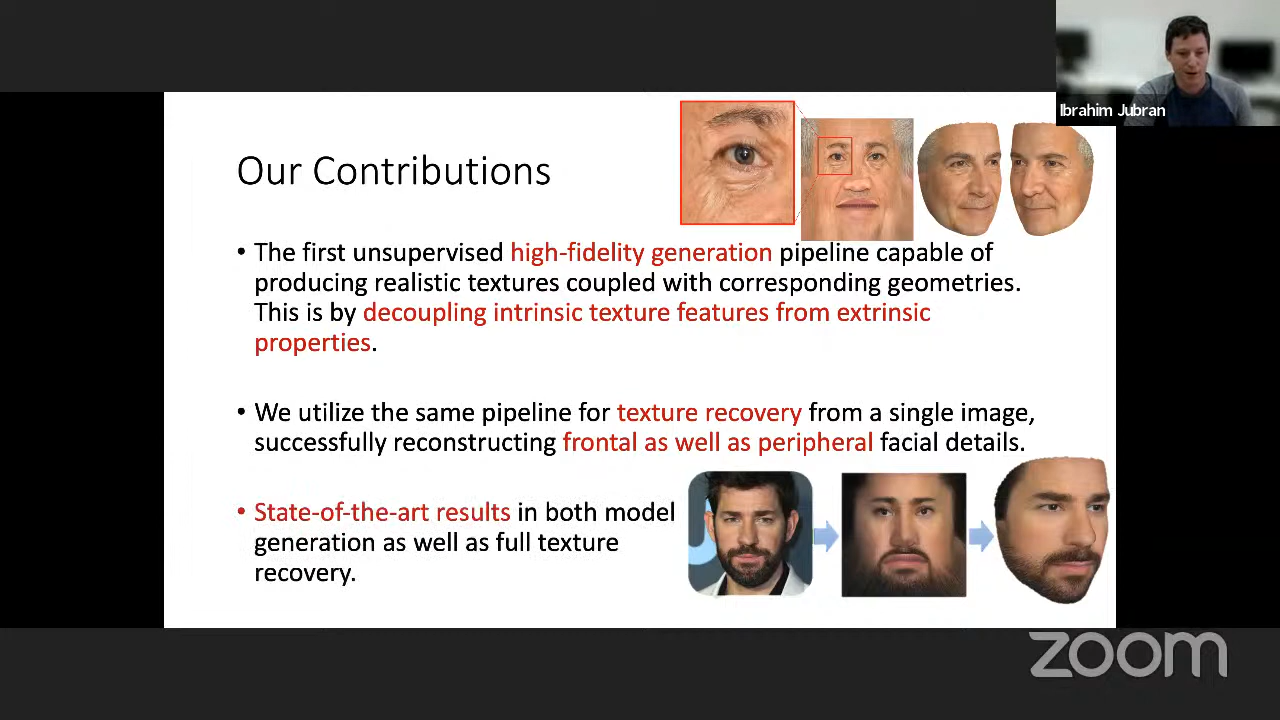 Ibrahim Jubran
Our Contributions
• The first unsupervised high-fidelity generation pipeline capable of
producing realistic textures coupled with corresponding geometries.
This is by decoupling intrinsic texture features from extrinsic
properties.
• We utilize the same pipeline for texture recovery from a single image,
successfully reconstructing frontal as well as peripheral facial details.
• State-of-the-art results in both model
generation as well as full texture
recovery.
zoom